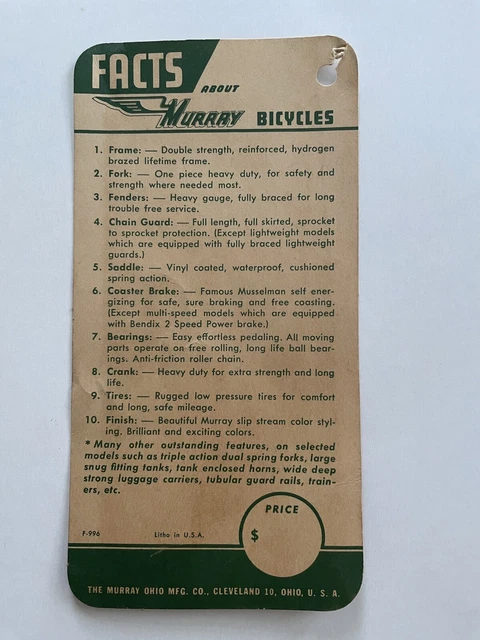 FACTS ABOUT
MURRAY BICYCLES
1. Frame: — Double strength, reinforced, hydrogen
brazed lifetime frame.
2. Fork: — One piece heavy duty, for safety and
strength where needed most.
3. Fenders: — Heavy gauge, fully braced for long
trouble free service.
4. Chain Guard: — Full length, full skirted, sprocket
to sprocket protection. (Except lightweight models
which are equipped with fully braced lightweight
guards.)
5. Saddle: — Vinyl coated, waterproof, cushioned
spring action.
6. Coaster Brake: — Famous Musselman self ener-
gizing for safe, sure braking and free coasting.
(Except multi-speed models which are equipped
with Bendix 2 Speed Power brake.)
7. Bearings: — Easy effortless pedaling. All moving
parts operate on free rolling, long life ball bear-
ings. Anti-friction roller chain.
8. Crank: — Heavy duty for extra strength and long
life.
9. Tires: — Rugged low pressure tires for comfort
and long, safe mileage.
10. Finish: — Beautiful Murray slip stream color styl-
ing. Brilliant and exciting colors.
* Many other outstanding features, on selected
models such as triple action dual spring forks, large
snug fitting tanks, tank enclosed horns, wide deep
strong luggage carriers, tubular guard rails, train-
ers, etc.
PRICE
$
F-996 Litho in U.S.A.
THE MURRAY OHIO MFG. CO., CLEVELAND 10, OHIO, U. S. A.